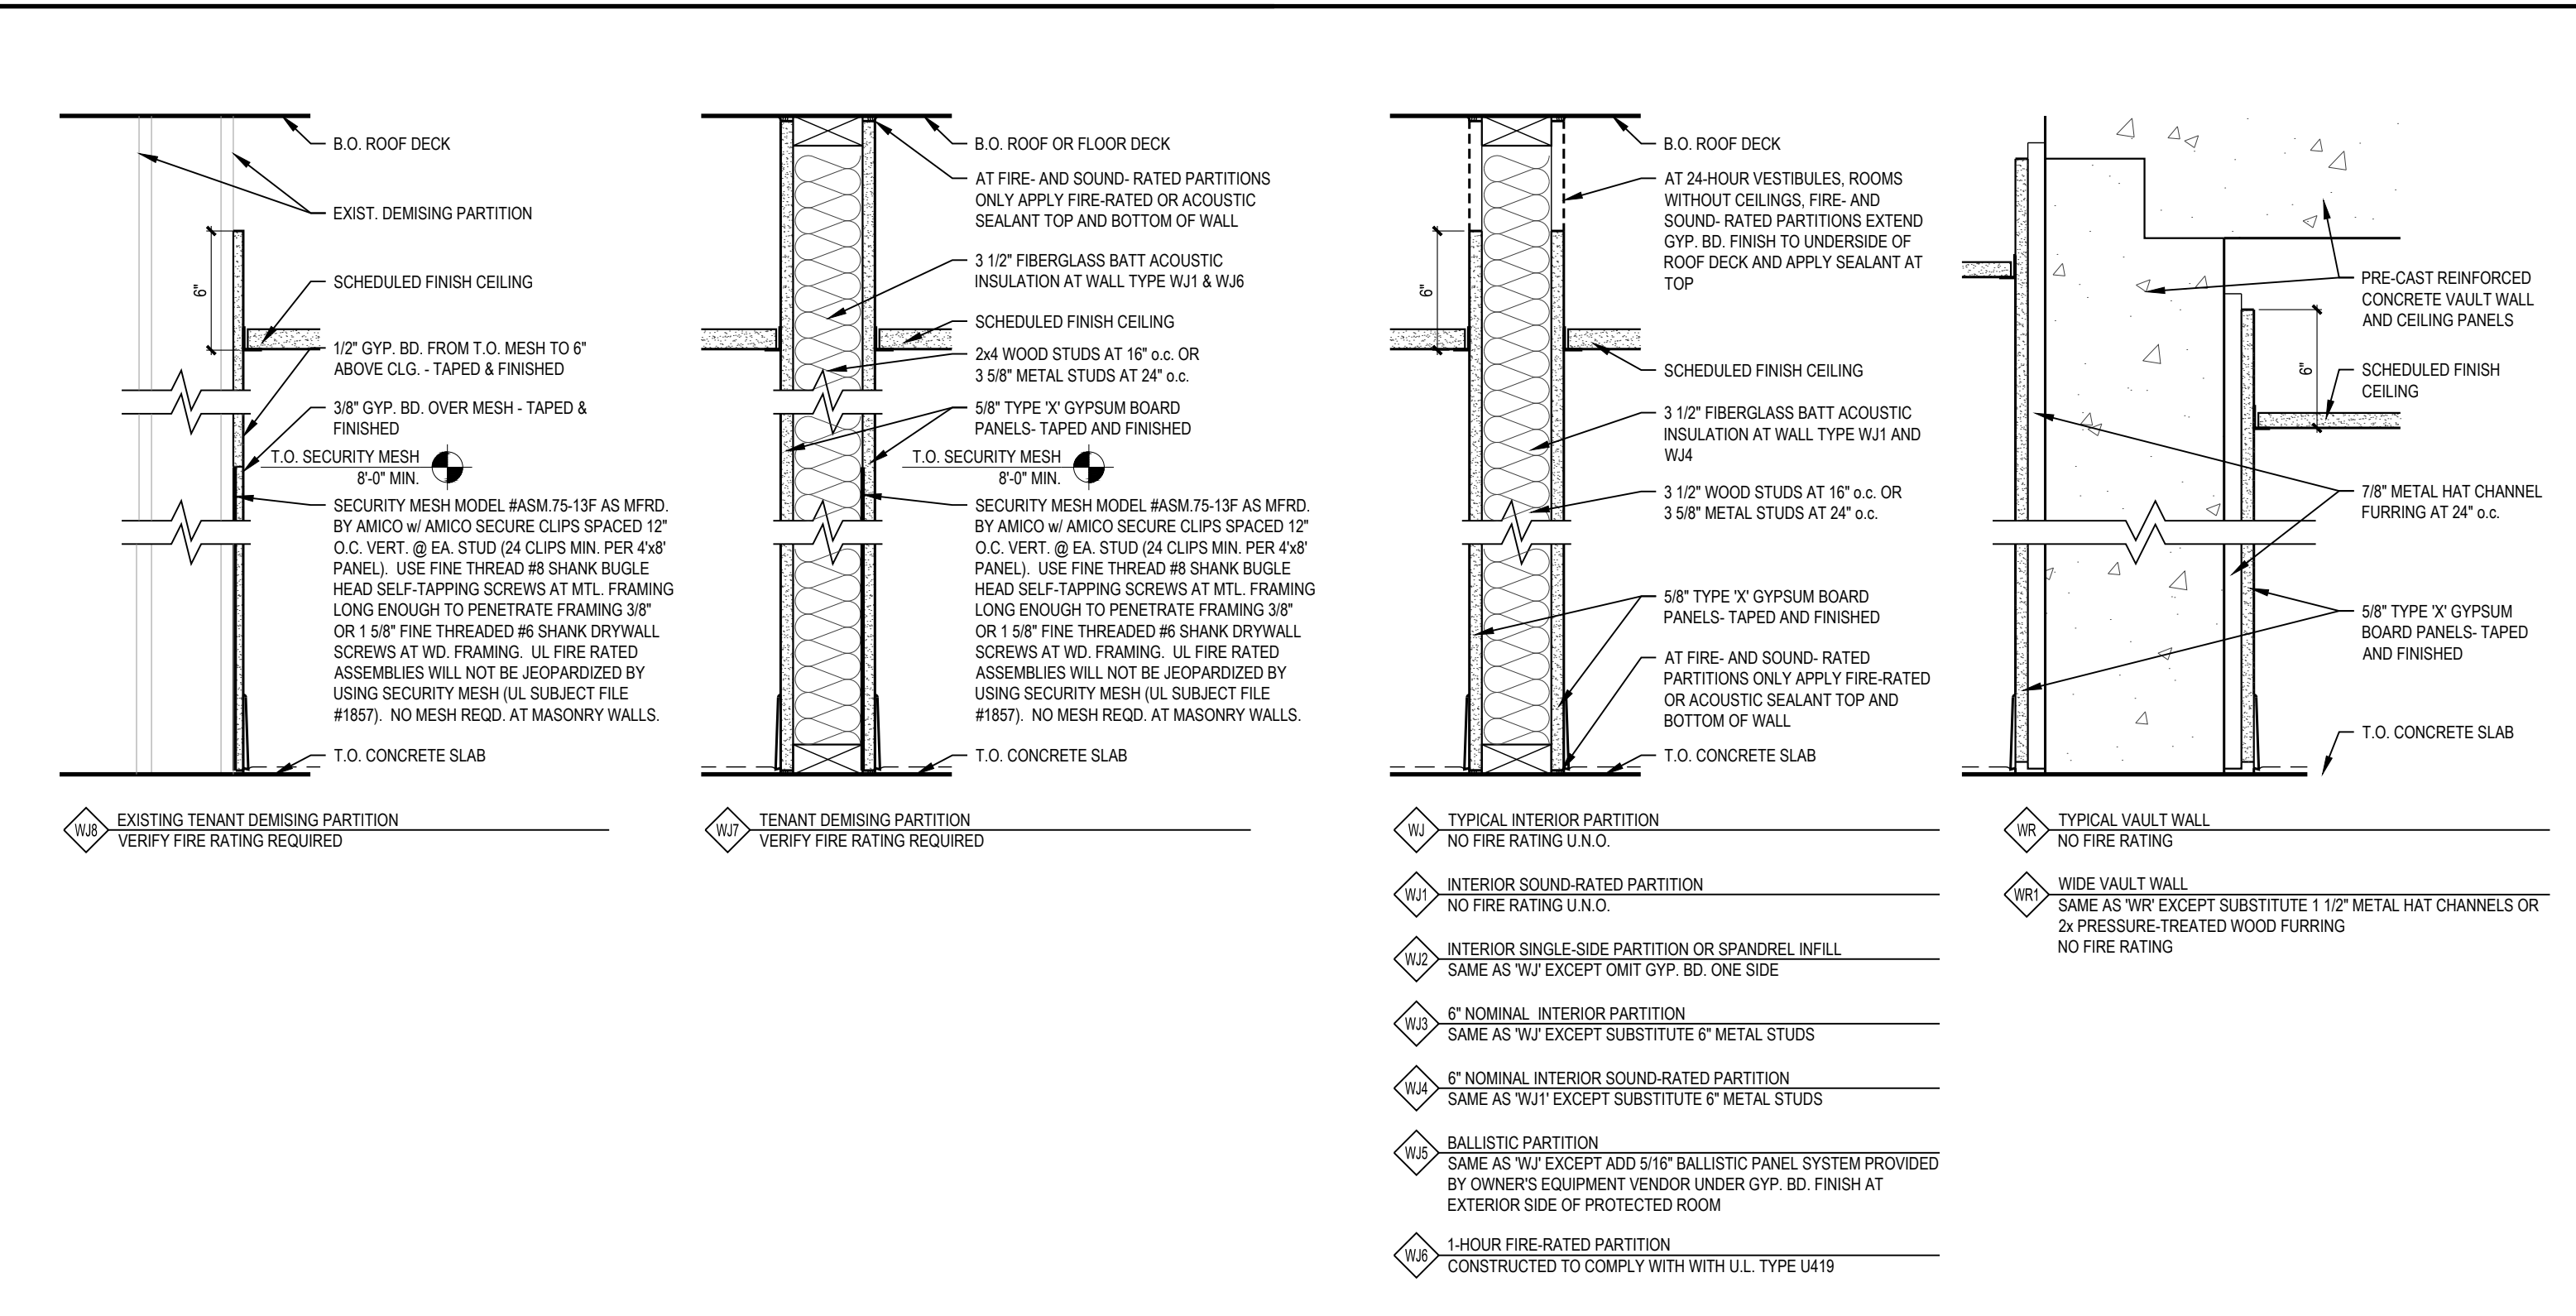 B.O. ROOF DECK
EXIST. DEMISING PARTITION
6"
SCHEDULED FINISH CEILING
1/2" GYP. BD. FROM T.O. MESH TO 6"
ABOVE CLG. - TAPED & FINISHED
3/8" GYP. BD. OVER MESH - TAPED &
FINISHED
T.O. SECURITY MESH
8'-0" MIN.
SECURITY MESH MODEL #ASM.75-13F AS MFRD.
BY AMICO w/ AMICO SECURE CLIPS SPACED 12"
O.C. VERT. @ EA. STUD (24 CLIPS MIN. PER 4'x8'
PANEL). USE FINE THREAD #8 SHANK BUGLE
HEAD SELF-TAPPING SCREWS AT MTL. FRAMING
LONG ENOUGH TO PENETRATE FRAMING 3/8"
OR 1 5/8" FINE THREADED #6 SHANK DRYWALL
SCREWS AT WD. FRAMING. UL FIRE RATED
ASSEMBLIES WILL NOT BE JEOPARDIZED BY
USING SECURITY MESH (UL SUBJECT FILE
#1857). NO MESH REQD. AT MASONRY WALLS.
T.O. CONCRETE SLAB
WJ8
EXISTING TENANT DEMISING PARTITION
VERIFY FIRE RATING REQUIRED
B.O. ROOF OR FLOOR DECK
AT FIRE- AND SOUND- RATED PARTITIONS
ONLY APPLY FIRE-RATED OR ACOUSTIC
SEALANT TOP AND BOTTOM OF WALL
3 1/2" FIBERGLASS BATT ACOUSTIC
INSULATION AT WALL TYPE WJ1 & WJ6
SCHEDULED FINISH CEILING
2x4 WOOD STUDS AT 16" o.c. OR
3 5/8" METAL STUDS AT 24" o.c.
5/8" TYPE 'X' GYPSUM BOARD
PANELS- TAPED AND FINISHED
T.O. SECURITY MESH
8'-0" MIN.
SECURITY MESH MODEL #ASM.75-13F AS MFRD.
BY AMICO w/ AMICO SECURE CLIPS SPACED 12"
O.C. VERT. @ EA. STUD (24 CLIPS MIN. PER 4'x8'
PANEL). USE FINE THREAD #8 SHANK BUGLE
HEAD SELF-TAPPING SCREWS AT MTL. FRAMING
LONG ENOUGH TO PENETRATE FRAMING 3/8"
OR 1 5/8" FINE THREADED #6 SHANK DRYWALL
SCREWS AT WD. FRAMING. UL FIRE RATED
ASSEMBLIES WILL NOT BE JEOPARDIZED BY
USING SECURITY MESH (UL SUBJECT FILE
#1857). NO MESH REQD. AT MASONRY WALLS.
T.O. CONCRETE SLAB
WJ7
TENANT DEMISING PARTITION
VERIFY FIRE RATING REQUIRED
B.O. ROOF DECK
AT 24-HOUR VESTIBULES, ROOMS
WITHOUT CEILINGS, FIRE- AND
SOUND- RATED PARTITIONS EXTEND
GYP. BD. FINISH TO UNDERSIDE OF
ROOF DECK AND APPLY SEALANT AT
TOP
6"
SCHEDULED FINISH CEILING
3 1/2" FIBERGLASS BATT ACOUSTIC
INSULATION AT WALL TYPE WJ1 AND
WJ4
3 1/2" WOOD STUDS AT 16" o.c. OR
3 5/8" METAL STUDS AT 24" o.c.
5/8" TYPE 'X' GYPSUM BOARD
PANELS- TAPED AND FINISHED
AT FIRE- AND SOUND- RATED
PARTITIONS ONLY APPLY FIRE-RATED
OR ACOUSTIC SEALANT TOP AND
BOTTOM OF WALL
T.O. CONCRETE SLAB
WJ
TYPICAL INTERIOR PARTITION
NO FIRE RATING U.N.O.
WJ1
INTERIOR SOUND-RATED PARTITION
NO FIRE RATING U.N.O.
WJ2
INTERIOR SINGLE-SIDE PARTITION OR SPANDREL INFILL
SAME AS 'WJ' EXCEPT OMIT GYP. BD. ONE SIDE
WJ3
6" NOMINAL INTERIOR PARTITION
SAME AS 'WJ' EXCEPT SUBSTITUTE 6" METAL STUDS
WJ4
6" NOMINAL INTERIOR SOUND-RATED PARTITION
SAME AS 'WJ1' EXCEPT SUBSTITUTE 6" METAL STUDS
WJ5
BALLISTIC PARTITION
SAME AS 'WJ' EXCEPT ADD 5/16" BALLISTIC PANEL SYSTEM PROVIDED
BY OWNER'S EQUIPMENT VENDOR UNDER GYP. BD. FINISH AT
EXTERIOR SIDE OF PROTECTED ROOM
WJ6
1-HOUR FIRE-RATED PARTITION
CONSTRUCTED TO COMPLY WITH WITH U.L. TYPE U419
PRE-CAST REINFORCED
CONCRETE VAULT WALL
AND CEILING PANELS
6"
SCHEDULED FINISH
CEILING
7/8" METAL HAT CHANNEL
FURRING AT 24" o.c.
5/8" TYPE 'X' GYPSUM
BOARD PANELS- TAPED
AND FINISHED
T.O. CONCRETE SLAB
WR
TYPICAL VAULT WALL
NO FIRE RATING
WR1
WIDE VAULT WALL
SAME AS 'WR' EXCEPT SUBSTITUTE 1 1/2" METAL HAT CHANNELS OR
2x PRESSURE-TREATED WOOD FURRING
NO FIRE RATING